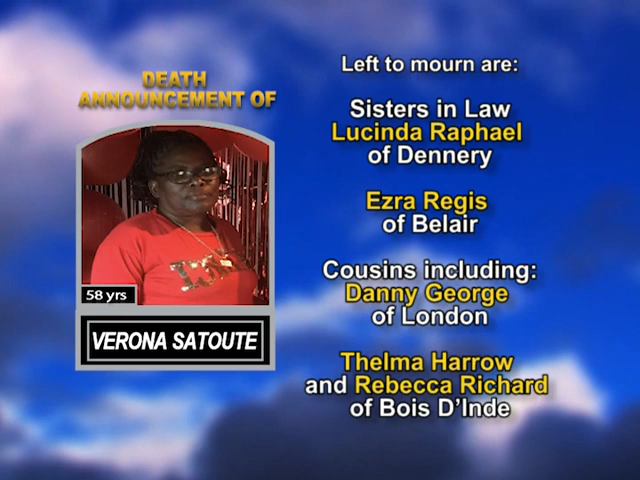 DEATH
ANNOUNCEMENT OF
58 yrs
VERONA SATOUTE
Left to mourn are:
Sisters in Law
Lucinda Raphael
of Dennery
Ezra Regis
of Belair
Cousins including:
Danny George
of London
Thelma Harrow
and Rebecca Richard
of Bois D'Inde